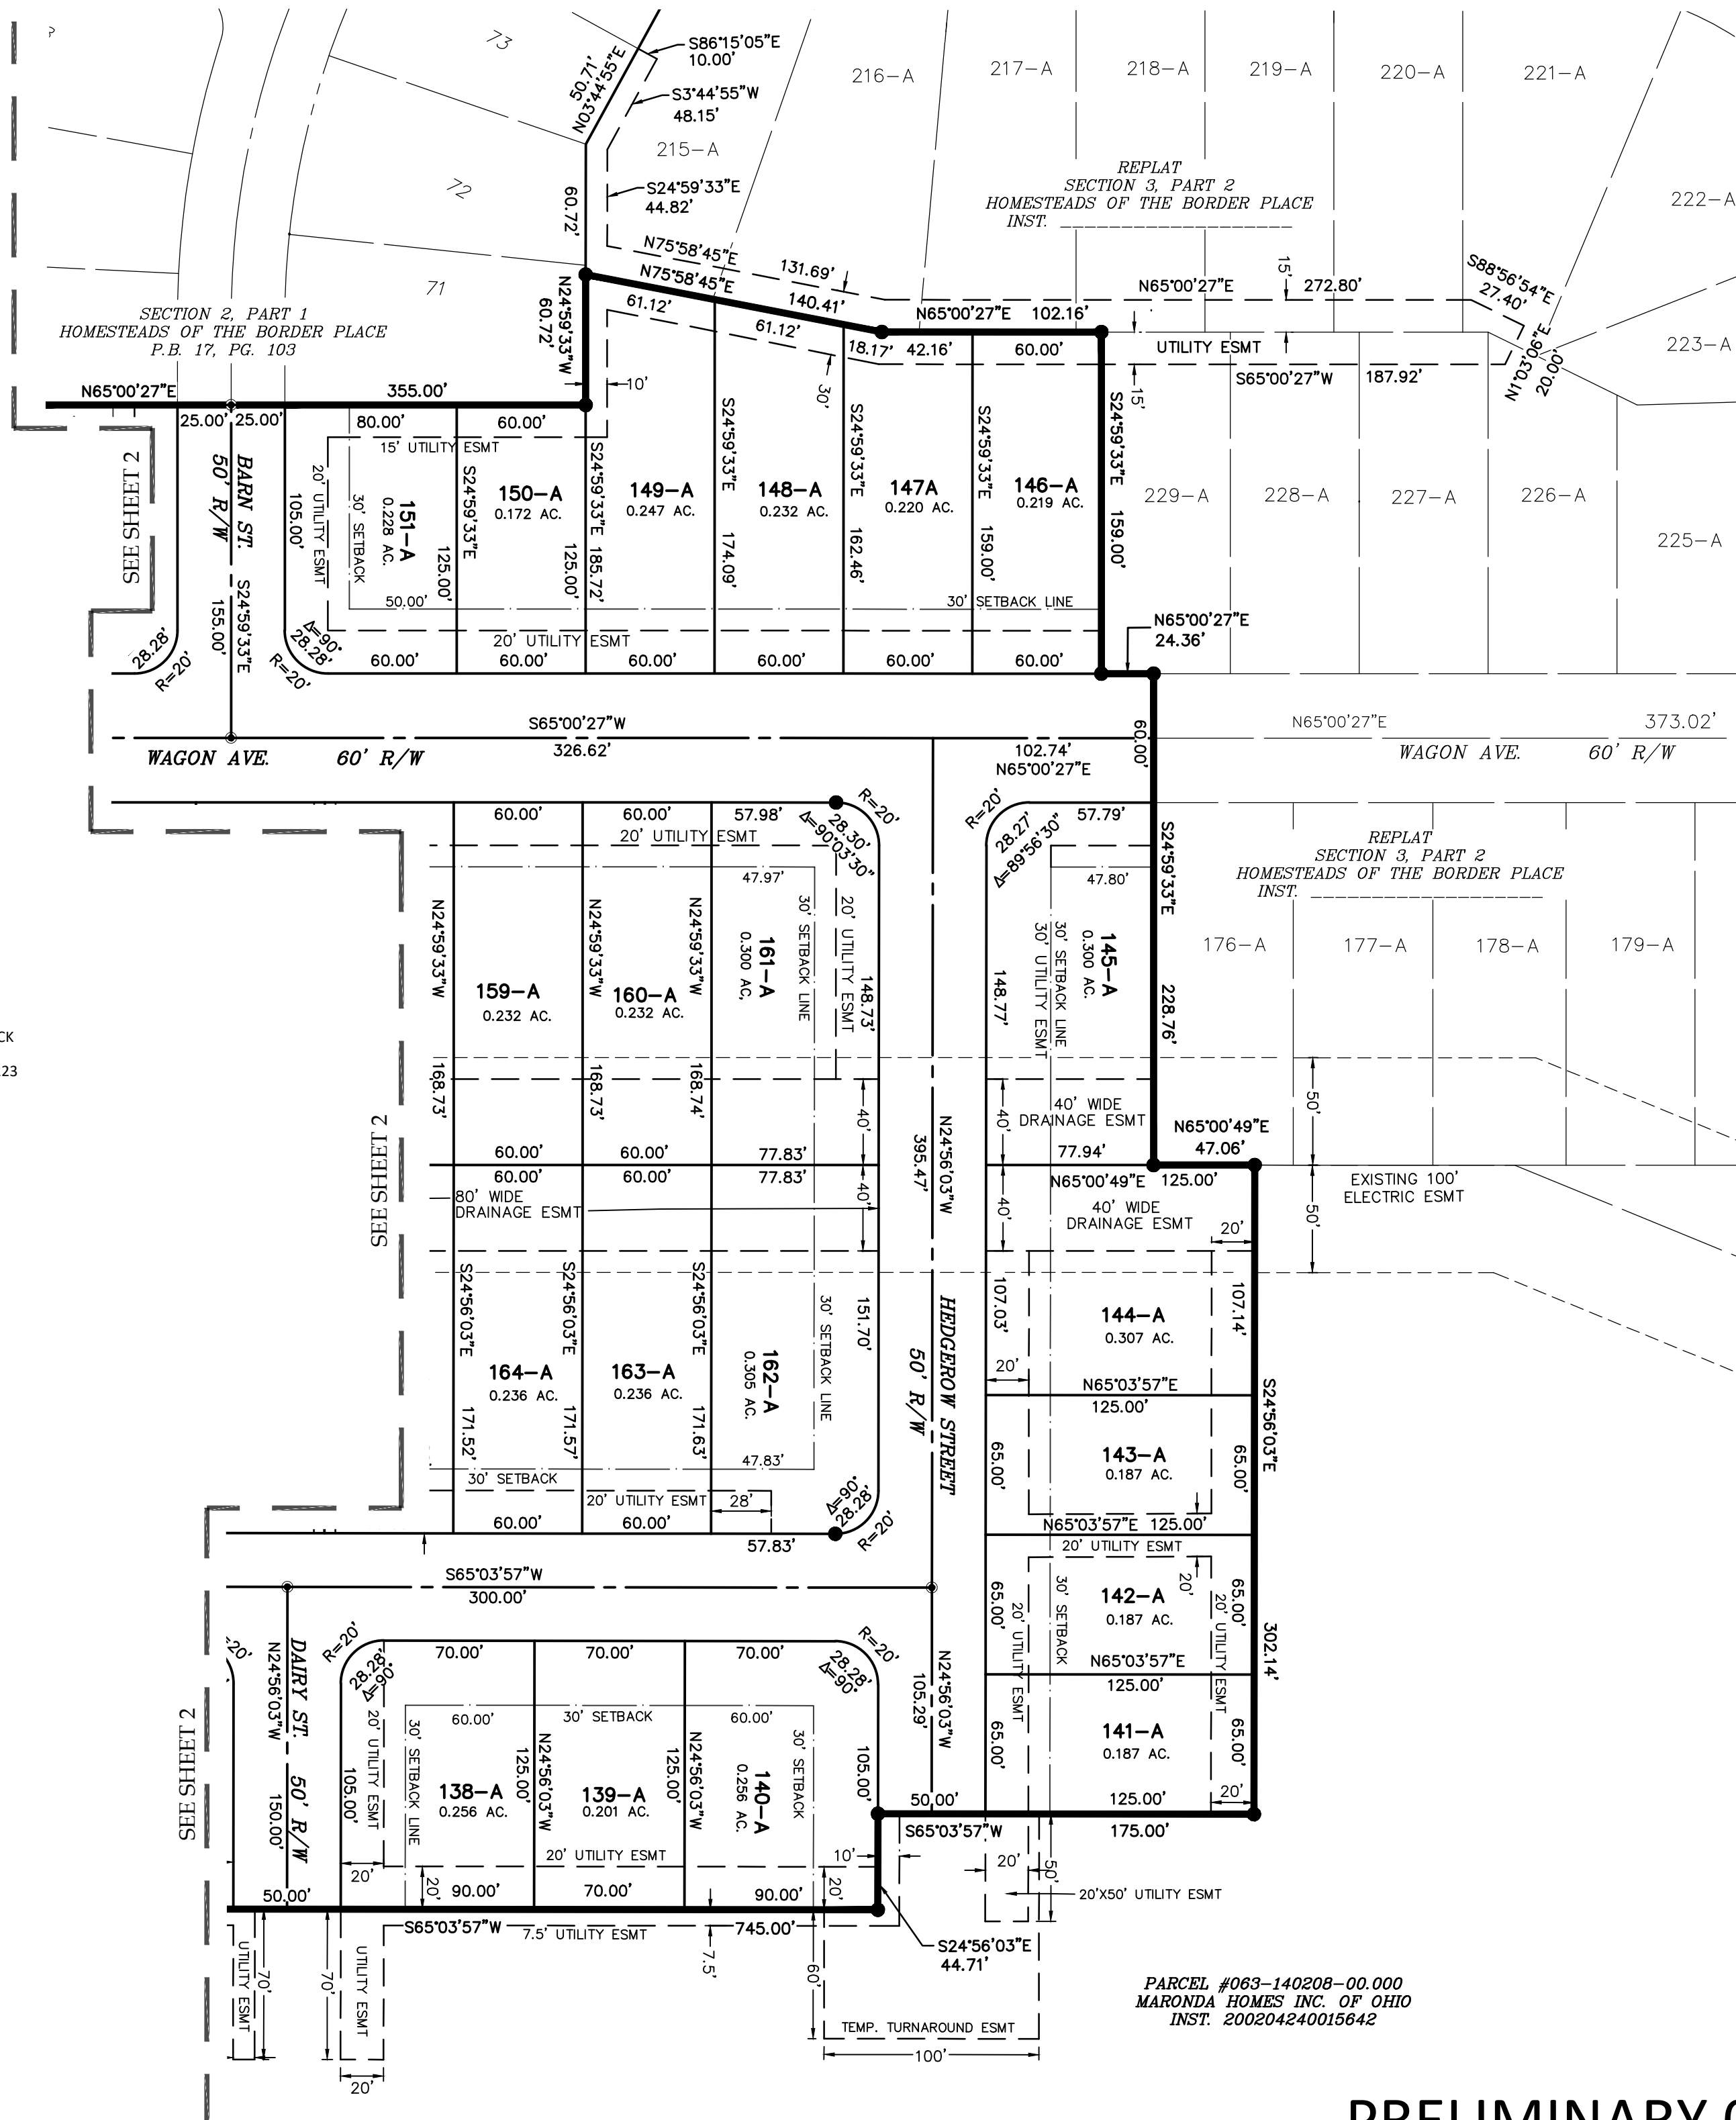 73
S86°15'05"E
10.00'
50.71'
N03°44'55"E
S3°44'55"W
48.15'
215-A
216-A
217-A
218-A
219-A
220-A
221-A
222-A
223-A
72
S24°59'33"E
44.82'
60.72'
REPLAT
SECTION 3, PART 2
HOMESTEADS OF THE BORDER PLACE
INST. ____________________
71
N75°58'45"E
131.69'
N75°58'45"E
140.41'
61.12'
61.12'
18.17'
N65°00'27"E 102.16'
42.16'
60.00'
N65°00'27"E 272.80'
15'
S88°56'54"E
27.40'
N1°03'06"E
20.00'
UTILITY ESMT
S65°00'27"W 187.92'
15'
30'
N24°59'33"W
60.72'
10'
SECTION 2, PART 1
HOMESTEADS OF THE BORDER PLACE
P.B. 17, PG. 103
N65°00'27"E
355.00'
25.00' 25.00'
80.00'
60.00'
15' UTILITY ESMT
SEE SHEET 2
BARN ST.
50' R/W
S24°59'33"E
155.00'
105.00'
20' UTILITY ESMT
30' SETBACK
151-A
0.228 AC.
S24°59'33"E
125.00'
150-A
0.172 AC.
S24°59'33"E
125.00'
185.72'
149-A
0.247 AC.
S24°59'33"E
174.09'
148-A
0.232 AC.
S24°59'33"E
162.46'
147A
0.220 AC.
S24°59'33"E
159.00'
146-A
0.219 AC.
S24°59'33"E
159.00'
229-A
228-A
227-A
226-A
225-A
50.00'
30' SETBACK LINE
20' UTILITY ESMT
28.28'
R=20'
Δ=90°
28.28'
R=20'
60.00'
60.00'
60.00'
60.00'
60.00'
60.00'
N65°00'27"E
24.36'
S65°00'27"W
326.62'
WAGON AVE. 60' R/W
102.74'
N65°00'27"E
60.00'
N65°00'27"E
373.02'
WAGON AVE. 60' R/W
60.00'
60.00'
57.98'
R=20'
28.30'
Δ=90°03'30"
20' UTILITY ESMT
47.97'
R=20'
28.27'
Δ=89°56'30"
57.79'
47.80'
S24°59'33"E
228.76'
REPLAT
SECTION 3, PART 2
HOMESTEADS OF THE BORDER PLACE
INST. ____________________
176-A
177-A
178-A
179-A
N24°59'33"W
168.73'
159-A
0.232 AC.
N24°59'33"W
168.73'
160-A
0.232 AC.
N24°59'33"W
168.74'
161-A
0.300 AC,
30' SETBACK LINE
20' UTILITY ESMT
148.73'
148.77'
30' UTILITY ESMT
30' SETBACK LINE
145-A
0.300 AC.
CK
23
SEE SHEET 2
40'
40'
40' WIDE
DRAINAGE ESMT
60.00'
60.00'
77.83'
60.00'
60.00'
77.83'
77.94'
N65°00'49"E
47.06'
N65°00'49"E 125.00'
50'
50'
EXISTING 100'
ELECTRIC ESMT
80' WIDE
DRAINAGE ESMT
40'
40'
40' WIDE
DRAINAGE ESMT
20'
N24°56'03"W
395.47'
HEDGEROW STREET
50' R/W
S24°56'03"E
171.52'
164-A
0.236 AC.
S24°56'03"E
171.57'
163-A
0.236 AC.
S24°56'03"E
171.63'
162-A
0.305 AC.
30' SETBACK LINE
151.70'
107.03'
144-A
0.307 AC.
107.14'
20'
N65°03'57"E
125.00'
S24°56'03"E
302.14'
65.00'
143-A
0.187 AC.
65.00'
47.83'
30' SETBACK
20' UTILITY ESMT
28'
Δ=90°
28.28'
R=20'
60.00'
60.00'
57.83'
N65°03'57"E 125.00'
20' UTILITY ESMT
20'
S65°03'57"W
300.00'
65.00'
20' UTILITY ESMT
30' SETBACK
142-A
0.187 AC.
65.00'
20' UTILITY ESMT
N65°03'57"E
125.00'
65.00'
141-A
0.187 AC.
65.00'
20'
SEE SHEET 2
20'
N24°56'03"W
150.00'
DAIRY ST.
50' R/W
R=20'
28.28'
Δ=90°
70.00'
70.00'
70.00'
R=20'
28.28'
Δ=90°
N24°56'03"W
105.29'
105.00'
20' UTILITY ESMT
30' SETBACK LINE
60.00'
30' SETBACK
60.00'
138-A
0.256 AC.
125.00'
N24°56'03"W
139-A
0.201 AC.
125.00'
N24°56'03"W
140-A
0.256 AC.
30' SETBACK
105.00'
50.00'
125.00'
S65°03'57"W
175.00'
20' UTILITY ESMT
10'
20'
50'
20'X50' UTILITY ESMT
20'
20'
20'
50.00'
90.00'
70.00'
90.00'
S65°03'57"W
7.5' UTILITY ESMT
745.00'
S24°56'03"E
44.71'
UTILITY ESMT
70'
70'
UTILITY ESMT
7.5'
60'
20'
TEMP. TURNAROUND ESMT
100'
PARCEL #063-140208-00.000
MARONDA HOMES INC. OF OHIO
INST. 200204240015642